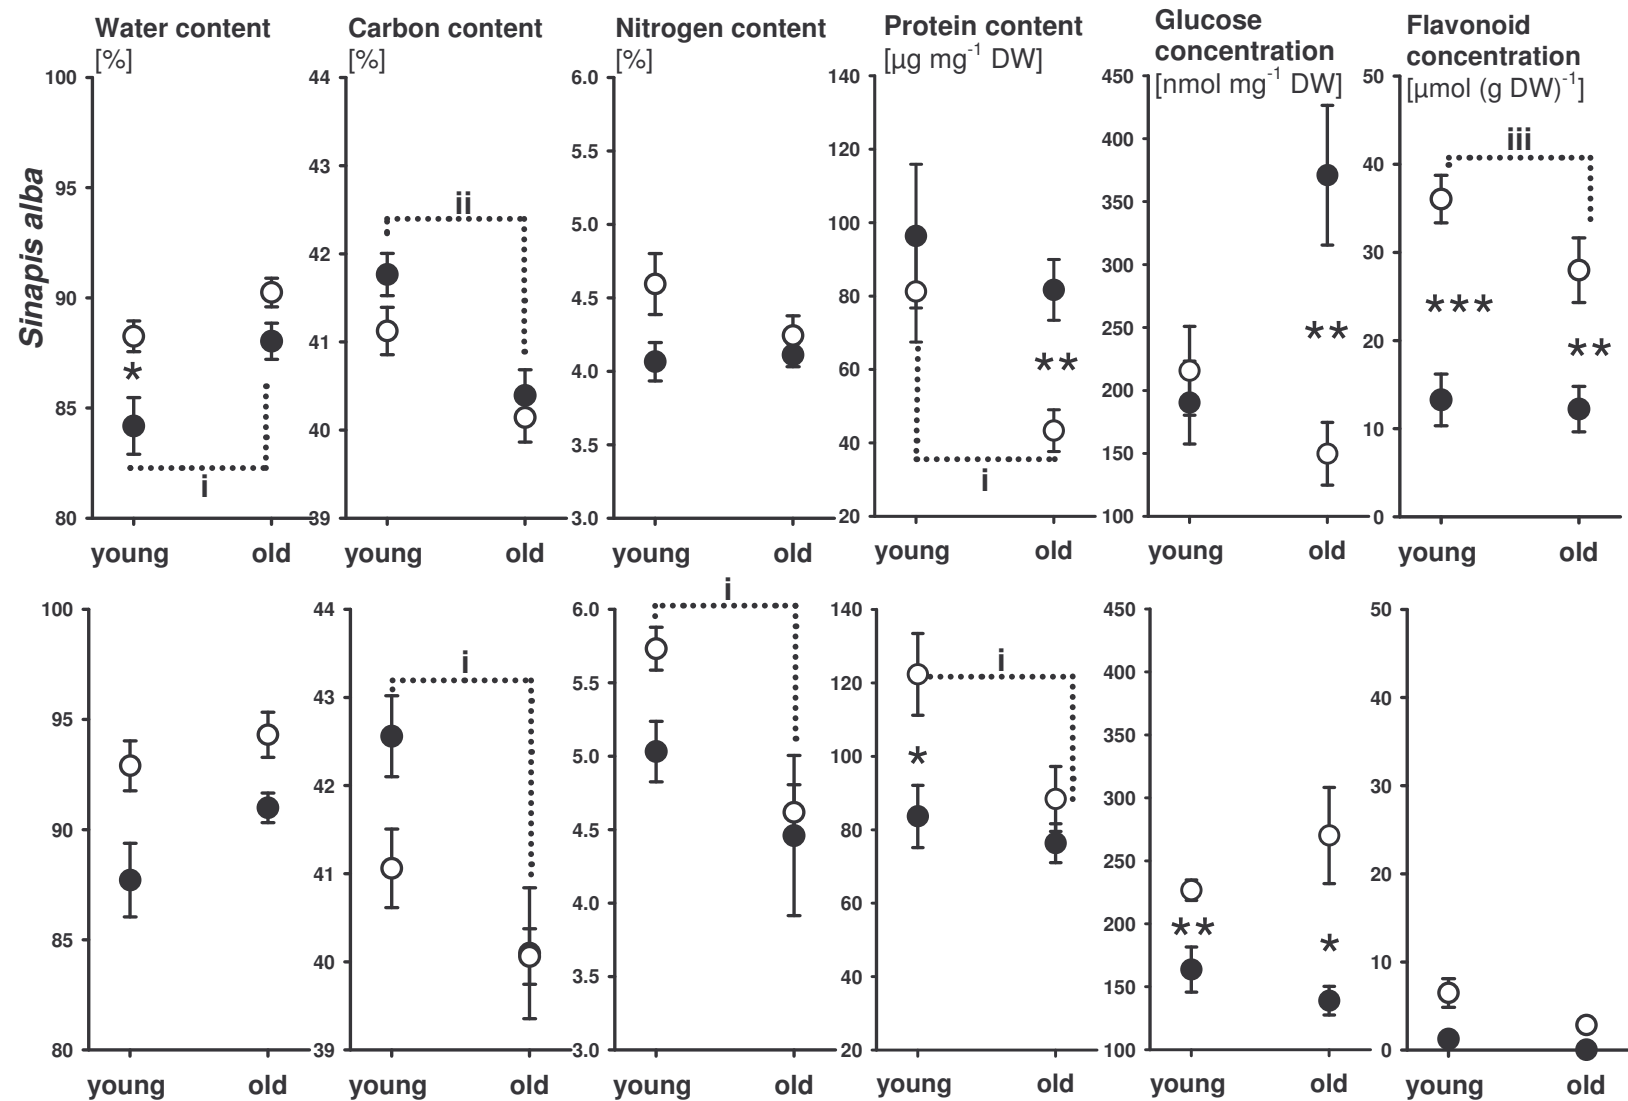 Water content
[%]
Carbon content
[%]
Nitrogen content
[%]
Protein content
[µg mg-1 DW]
Glucose
concentration
[nmol mg-1 DW]
Flavonoid
concentration
[µmol (g DW)-1]
Sinapis alba
100
95
90
85
80
i
*
young old
44
43
42
41
40
39
ii
young old
6.0
5.5
5.0
4.5
4.0
3.5
3.0
young old
140
120
100
80
60
40
20
**
i
young old
450
400
350
300
250
200
150
100
**
young old
50
40
30
20
10
0
iii
***
**
young old
100
95
90
85
80
young old
44
43
42
41
40
39
i
young old
6.0
5.5
5.0
4.5
4.0
3.5
3.0
i
young old
140
120
100
80
60
40
20
i
*
young old
450
400
350
300
250
200
150
100
**
*
young old
50
40
30
20
10
0
young old